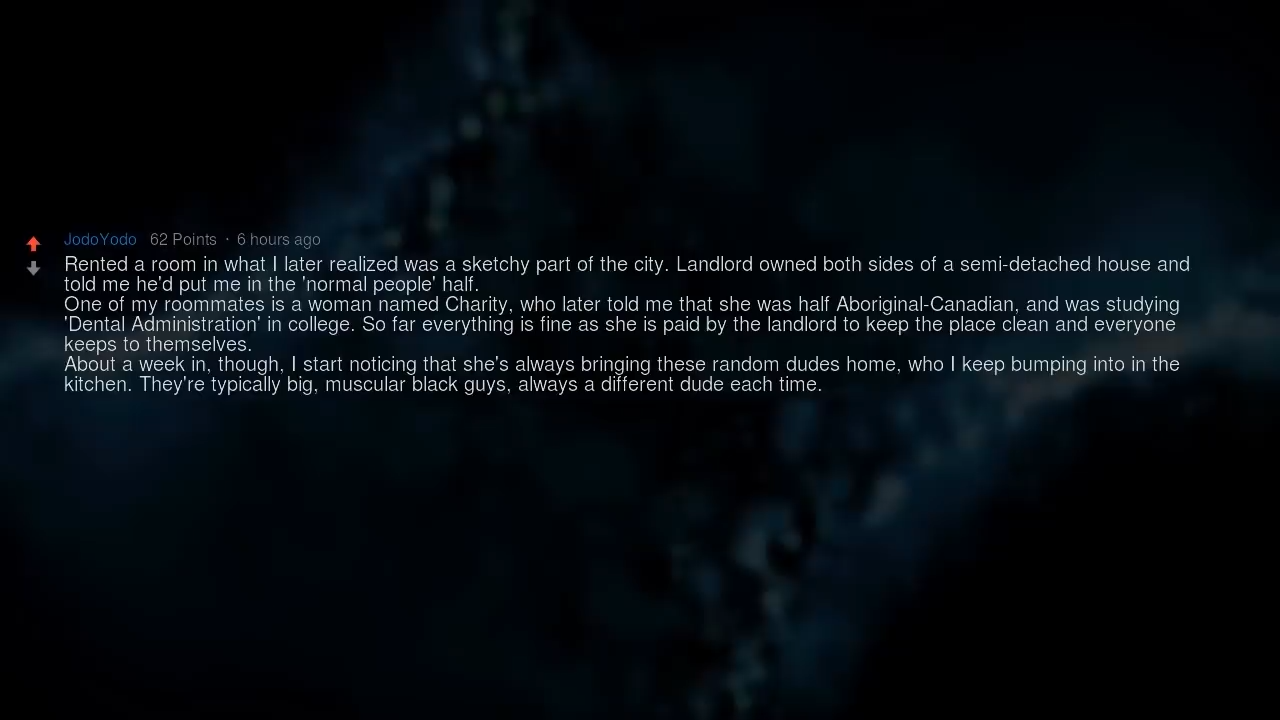 JodoYodo 62 Points · 6 hours ago
Rented a room in what I later realized was a sketchy part of the city. Landlord owned both sides of a semi-detached house and
told me he'd put me in the 'normal people' half.
One of my roommates is a woman named Charity, who later told me that she was half Aboriginal-Canadian, and was studying
'Dental Administration' in college. So far everything is fine as she is paid by the landlord to keep the place clean and everyone
keeps to themselves.
About a week in, though, I start noticing that she's always bringing these random dudes home, who I keep bumping into in the
kitchen. They're typically big, muscular black guys, always a different dude each time.